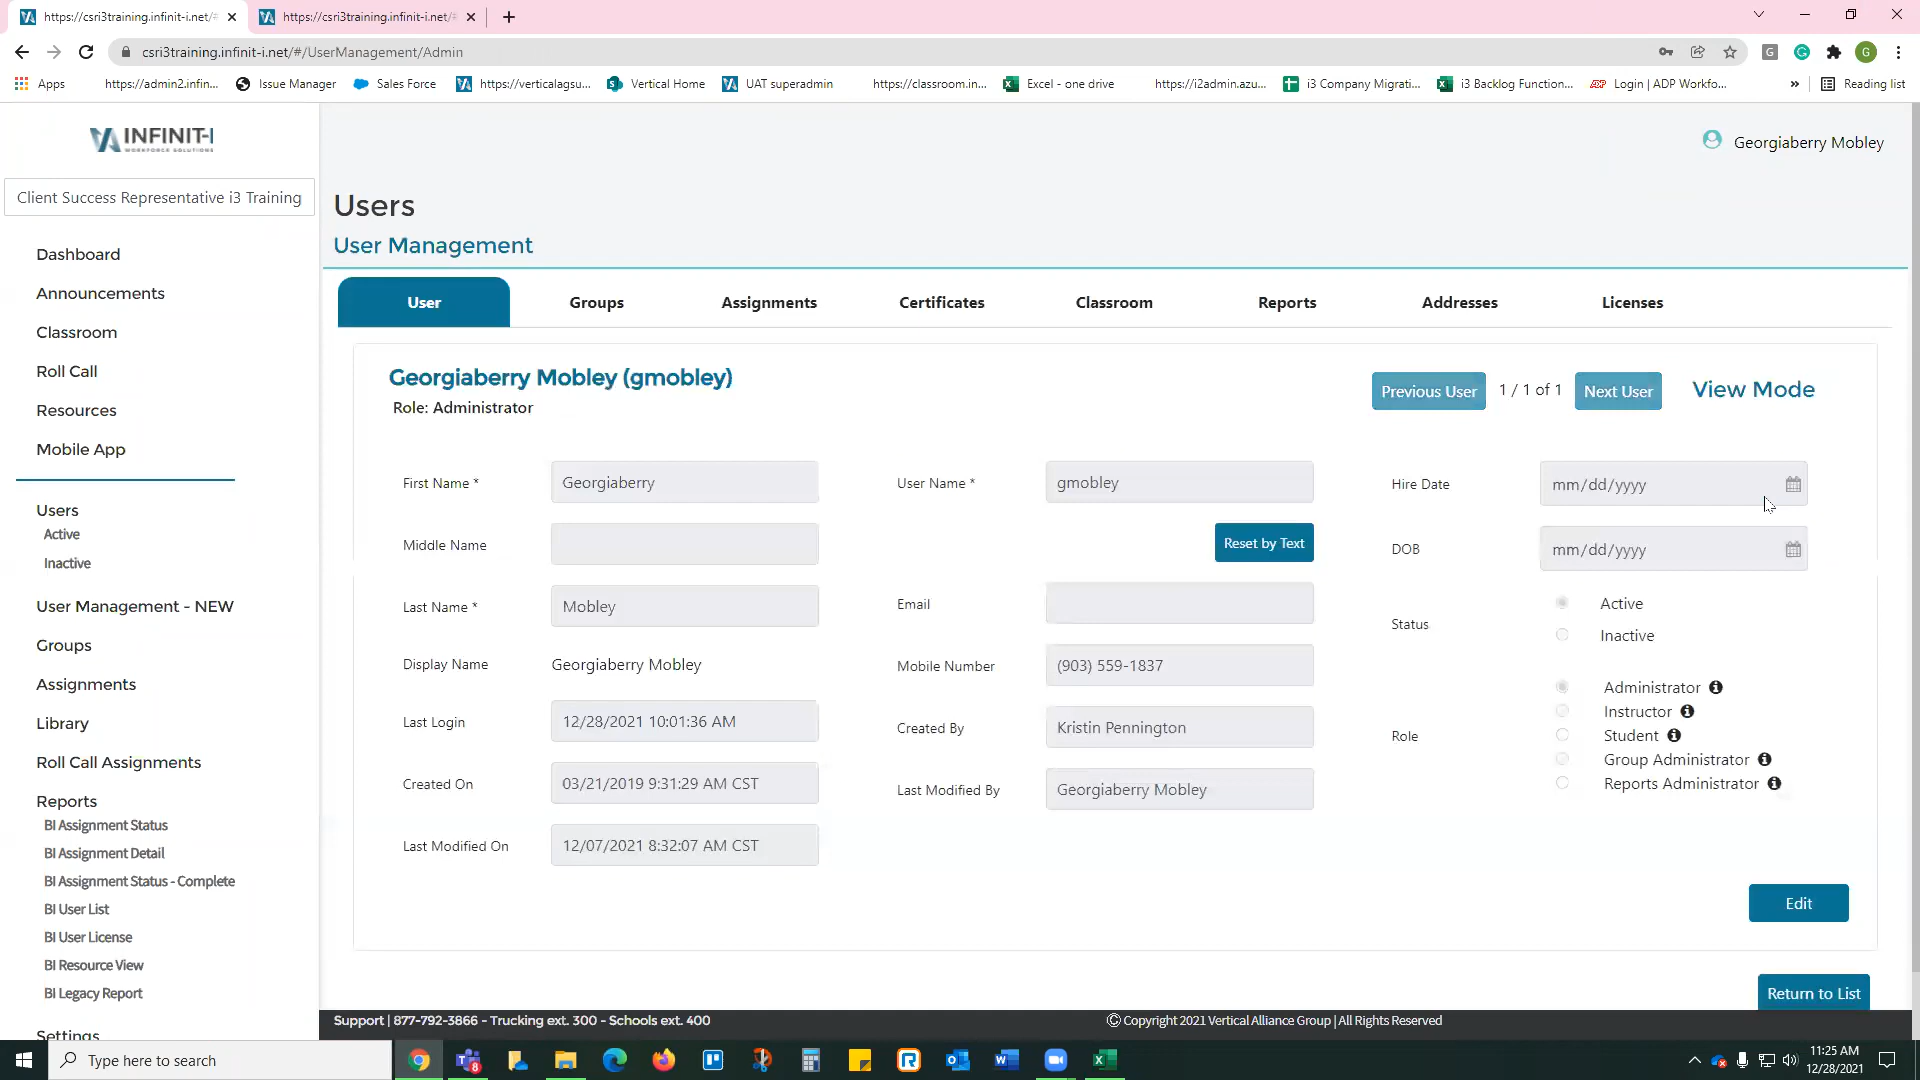 https://csri3training.infinit-i.net/# https://csri3training.infinit-i.net/#
csri3training.infinit-i.net/#/UserManagement/Admin
G
Apps https://admin2.infin... Issue Manager Sales Force https://verticalagsu... Vertical Home UAT superadmin https://classroom.in... Excel - one drive https://i2admin.azu... i3 Company Migrati... i3 Backlog Function... Login | ADP Workfo... » Reading list
INFINIT-I
WORKFORCE SOLUTIONS
Georgiaberry Mobley
Client Success Representative i3 Training
Dashboard
Announcements
Classroom
Roll Call
Resources
Mobile App
Users
Active
Inactive
User Management - NEW
Groups
Assignments
Library
Roll Call Assignments
Reports
BI Assignment Status
BI Assignment Detail
BI Assignment Status - Complete
BI User List
BI User License
BI Resource View
BI Legacy Report
Settings
Users
User Management
User Groups Assignments Certificates Classroom Reports Addresses Licenses
Georgiaberry Mobley (gmobley)
Role: Administrator
Previous User 1 / 1 of 1 Next User View Mode
First Name * Georgiaberry
Middle Name
Last Name * Mobley
Display Name Georgiaberry Mobley
Last Login 12/28/2021 10:01:36 AM
Created On 03/21/2019 9:31:29 AM CST
Last Modified On 12/07/2021 8:32:07 AM CST
User Name * gmobley
Reset by Text
Email
Mobile Number (903) 559-1837
Created By Kristin Pennington
Last Modified By Georgiaberry Mobley
Hire Date mm/dd/yyyy
DOB mm/dd/yyyy
Status
Active
Inactive
Role
Administrator
Instructor
Student
Group Administrator
Reports Administrator
Edit
Return to List
Support | 877-792-3866 - Trucking ext. 300 - Schools ext. 400 © Copyright 2021 Vertical Alliance Group | All Rights Reserved
Type here to search
11:25 AM
12/28/2021